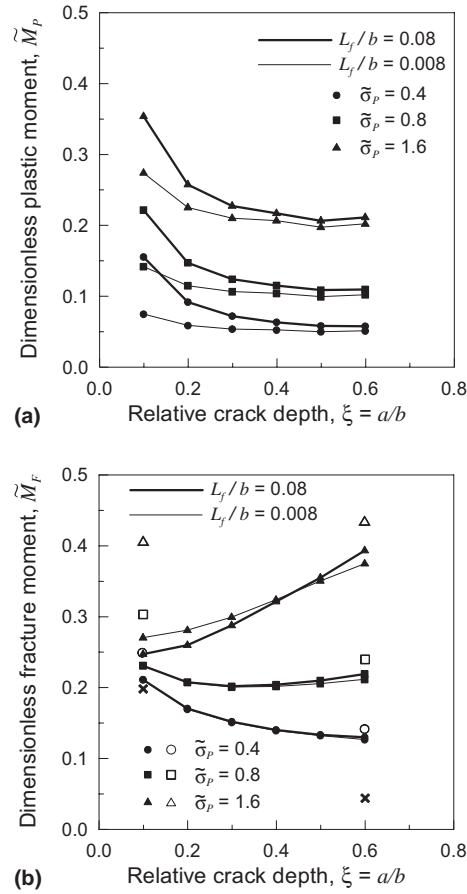 Dimensionless plastic moment, M̃_P
0.5
0.4
0.3
0.2
0.1
0.0
L_f / b = 0.08
L_f / b = 0.008
σ̃_P = 0.4
σ̃_P = 0.8
σ̃_P = 1.6
0.0 0.2 0.4 0.6 0.8
(a) Relative crack depth, ξ = a/b
Dimensionless fracture moment, M̃_F
0.5
0.4
0.3
0.2
0.1
0.0
L_f / b = 0.08
L_f / b = 0.008
σ̃_P = 0.4
σ̃_P = 0.8
σ̃_P = 1.6
0.0 0.2 0.4 0.6 0.8
(b) Relative crack depth, ξ = a/b